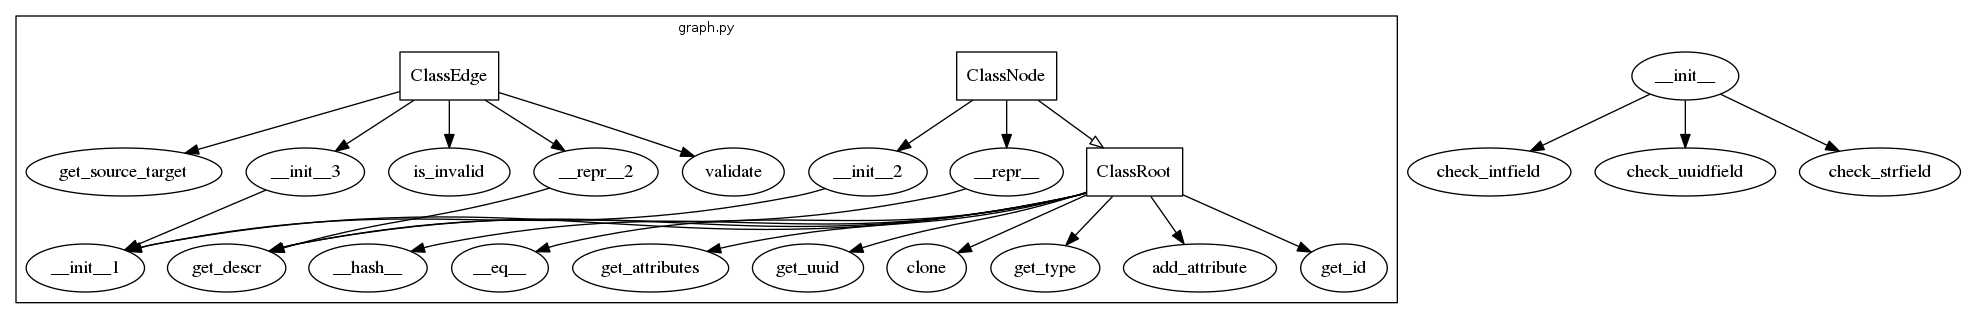 graph.py
ClassEdge
ClassNode
__init__
get_source_target
__init__3
is_invalid
__repr__2
validate
__init__2
__repr__
ClassRoot
check_intfield
check_uuidfield
check_strfield
__init__1
get_descr
__hash__
__eq__
get_attributes
get_uuid
clone
get_type
add_attribute
get_id